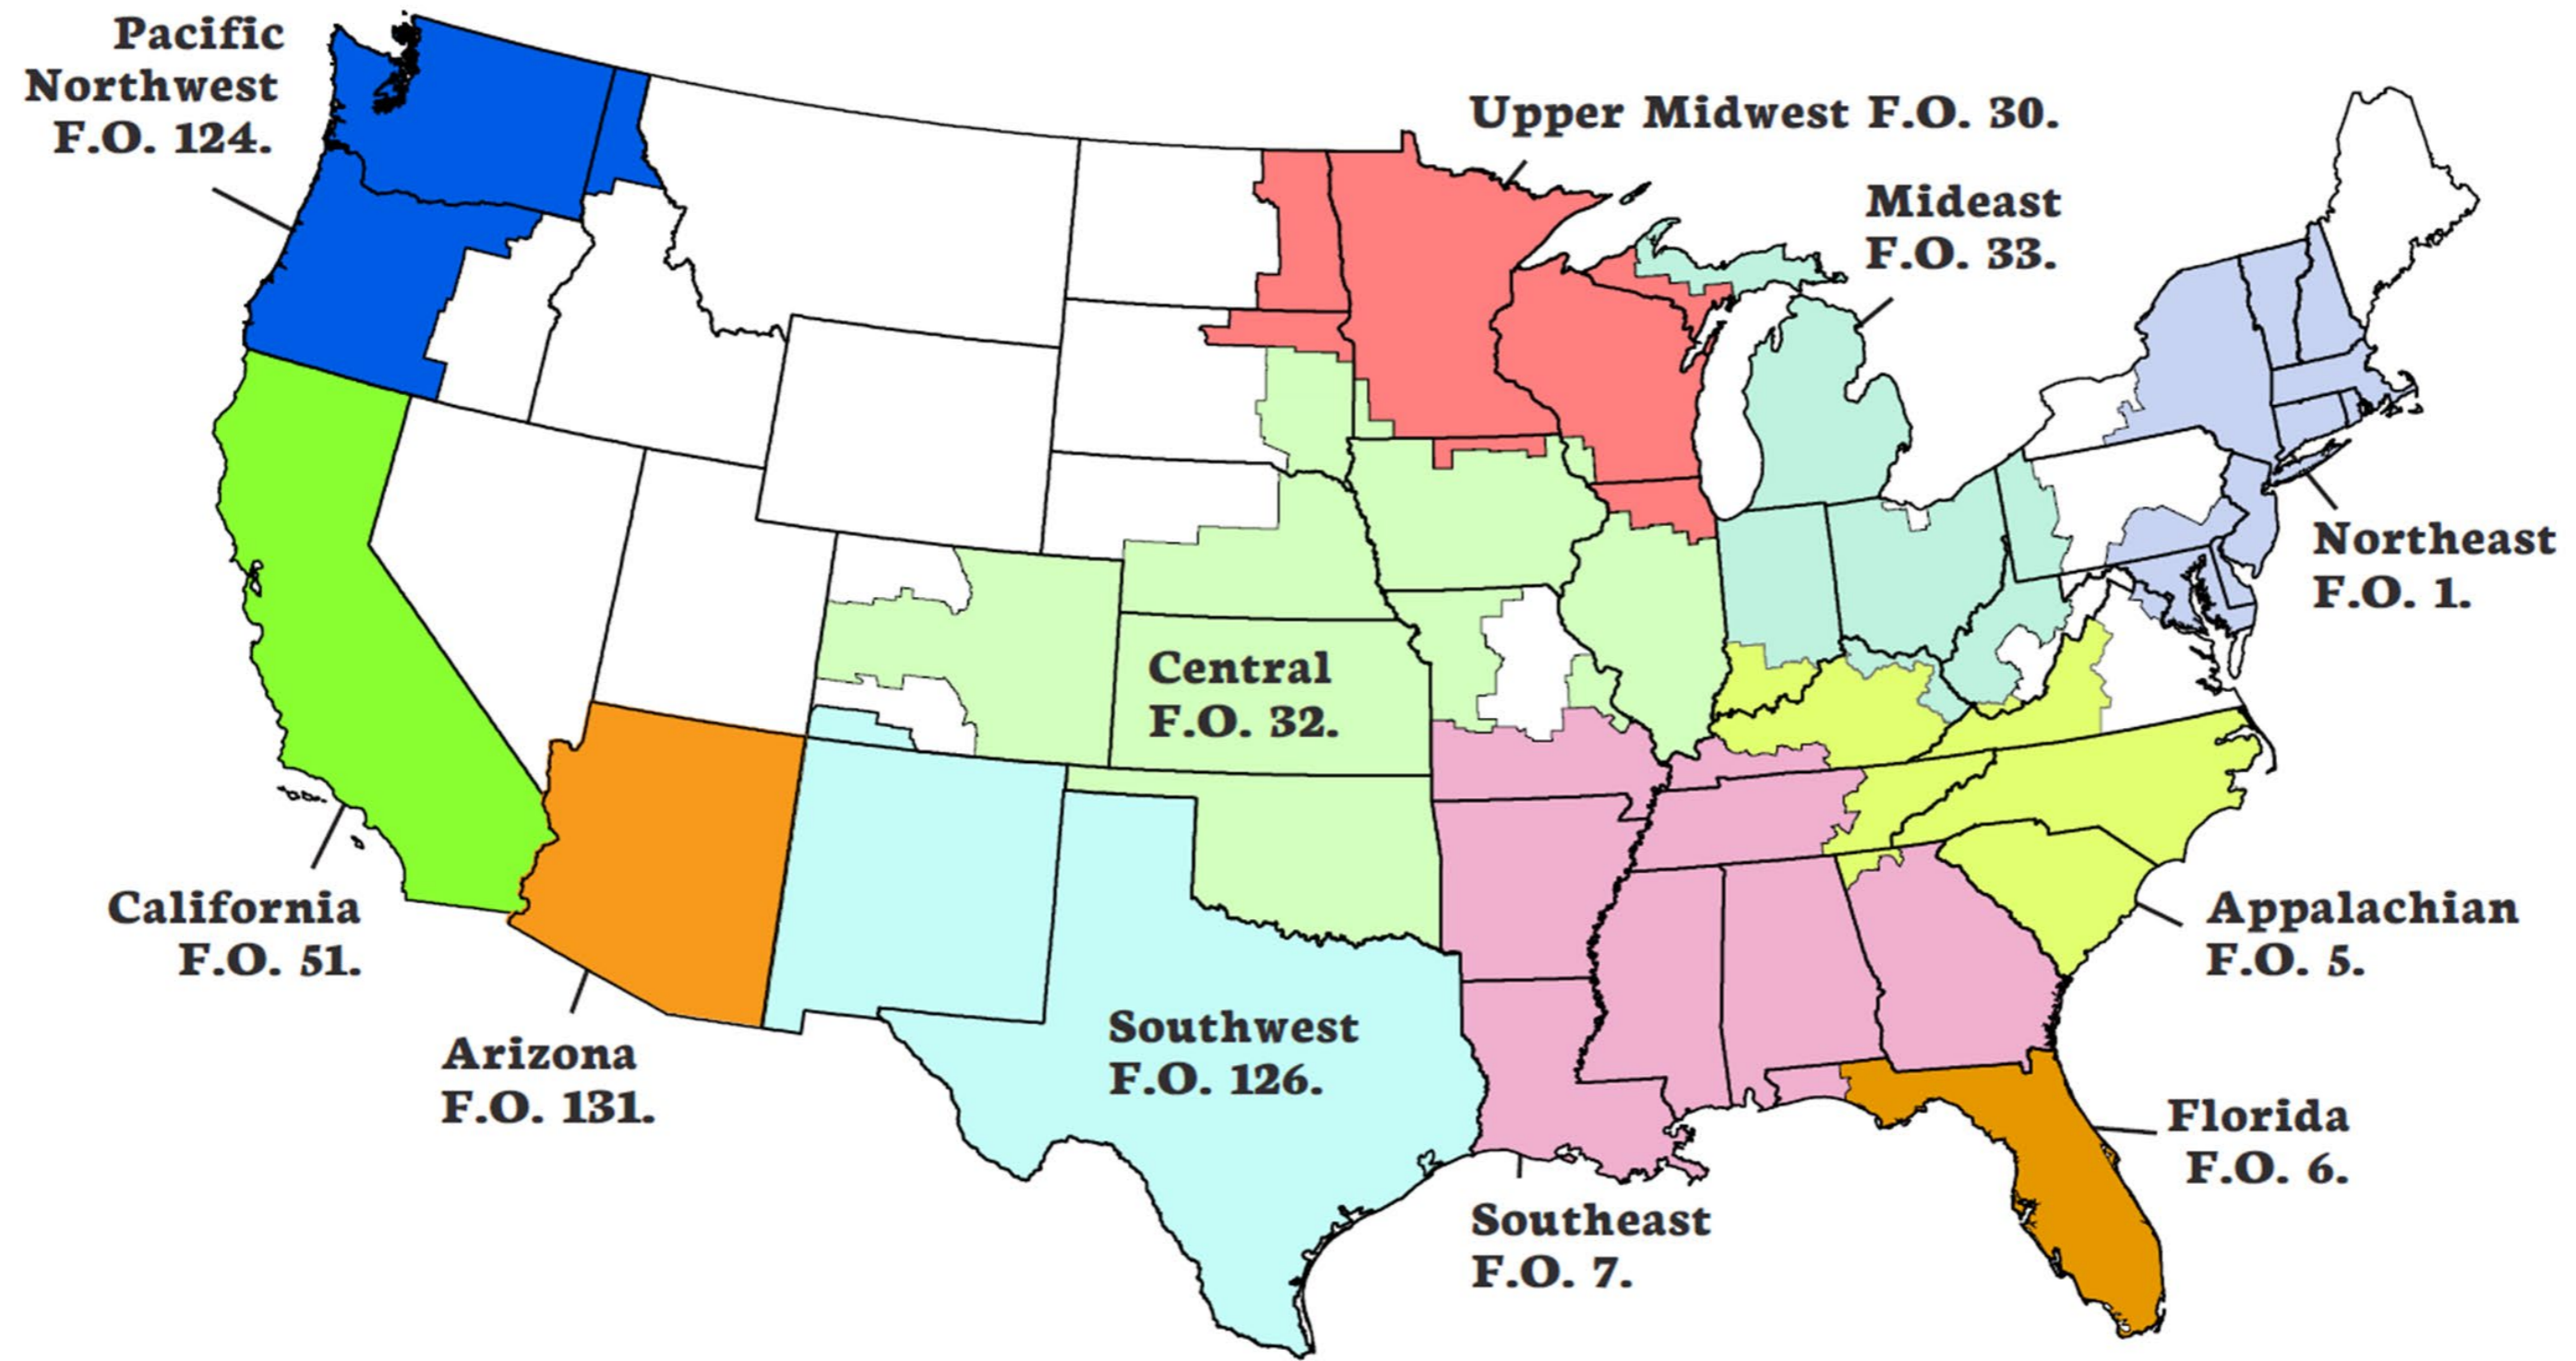 Pacific
Northwest
F.O. 124.
Upper Midwest F.O. 30.
Mideast
F.O. 33.
Northeast
F.O. 1.
Central
F.O. 32.
California
F.O. 51.
Appalachian
F.O. 5.
Arizona
F.O. 131.
Southwest
F.O. 126.
Florida
F.O. 6.
Southeast
F.O. 7.